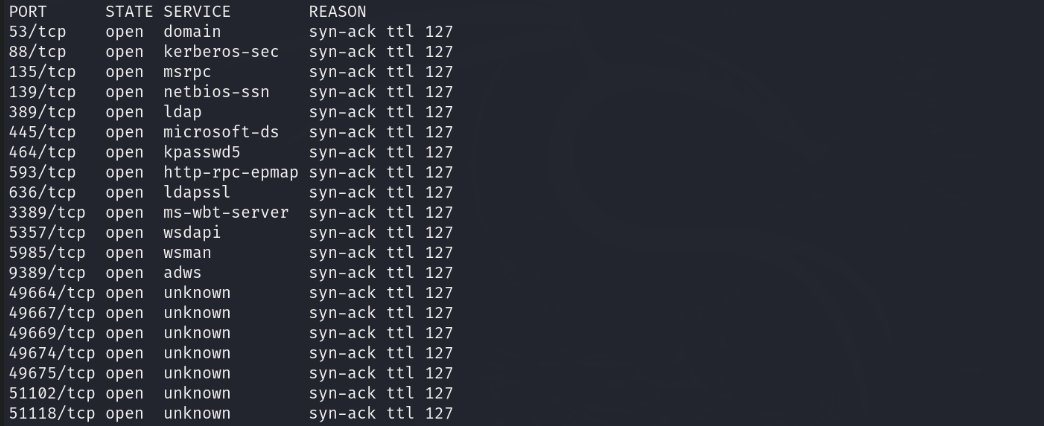 PORT STATE SERVICE REASON
53/tcp open domain syn-ack ttl 127
88/tcp open kerberos-sec syn-ack ttl 127
135/tcp open msrpc syn-ack ttl 127
139/tcp open netbios-ssn syn-ack ttl 127
389/tcp open ldap syn-ack ttl 127
445/tcp open microsoft-ds syn-ack ttl 127
464/tcp open kpasswd5 syn-ack ttl 127
593/tcp open http-rpc-epmap syn-ack ttl 127
636/tcp open ldapssl syn-ack ttl 127
3389/tcp open ms-wbt-server syn-ack ttl 127
5357/tcp open wsdapi syn-ack ttl 127
5985/tcp open wsman syn-ack ttl 127
9389/tcp open adws syn-ack ttl 127
49664/tcp open unknown syn-ack ttl 127
49667/tcp open unknown syn-ack ttl 127
49669/tcp open unknown syn-ack ttl 127
49674/tcp open unknown syn-ack ttl 127
49675/tcp open unknown syn-ack ttl 127
51102/tcp open unknown syn-ack ttl 127
51118/tcp open unknown syn-ack ttl 127